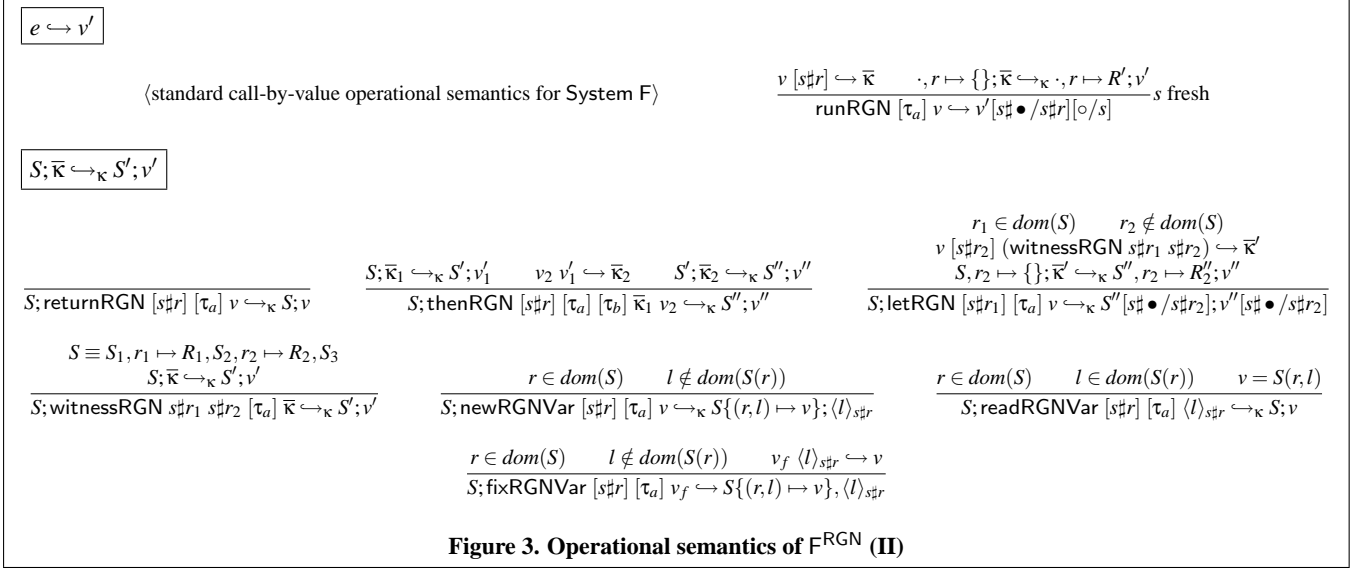 e ↪ v′
⟨standard call-by-value operational semantics for System F⟩
v [s♯r] ↪ κ̅    ·, r ↦ {}; κ̅ ↪κ ·, r ↦ R′; v′
runRGN [τa] v ↪ v′[s♯•/s♯r][∘/s]
s fresh
S; κ̅ ↪κ S′; v′
S; returnRGN [s♯r] [τa] v ↪κ S; v
S; κ̅1 ↪κ S′; v′1    v2 v′1 ↪ κ̅2    S′; κ̅2 ↪κ S″; v″
S; thenRGN [s♯r] [τa] [τb] κ̅1 v2 ↪κ S″; v″
r1 ∈ dom(S)    r2 ∉ dom(S)
v [s♯r2] (witnessRGN s♯r1 s♯r2) ↪ κ̅′
S, r2 ↦ {}; κ̅′ ↪κ S″, r2 ↦ R″2; v″
S; letRGN [s♯r1] [τa] v ↪κ S″[s♯•/s♯r2]; v″[s♯•/s♯r2]
S ≡ S1, r1 ↦ R1, S2, r2 ↦ R2, S3
S; κ̅ ↪κ S′; v′
S; witnessRGN s♯r1 s♯r2 [τa] κ̅ ↪κ S′; v′
r ∈ dom(S)    l ∉ dom(S(r))
S; newRGNVar [s♯r] [τa] v ↪κ S{(r,l) ↦ v}; ⟨l⟩s♯r
r ∈ dom(S)    l ∈ dom(S(r))    v = S(r,l)
S; readRGNVar [s♯r] [τa] ⟨l⟩s♯r ↪κ S; v
r ∈ dom(S)    l ∉ dom(S(r))    vf ⟨l⟩s♯r ↪ v
S; fixRGNVar [s♯r] [τa] vf ↪ S{(r,l) ↦ v}, ⟨l⟩s♯r
Figure 3. Operational semantics of F^RGN (II)